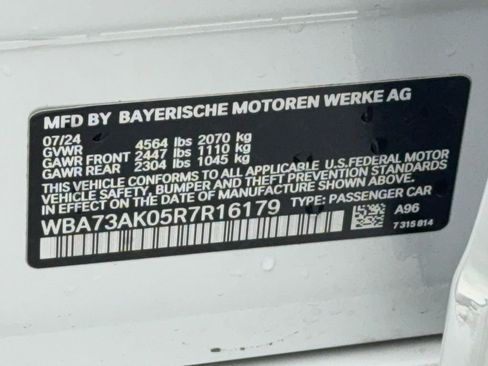 MFD BY BAYERISCHE MOTOREN WERKE AG
07/24
GVWR 4564 lbs 2070 kg
GAWR FRONT 2447 lbs 1110 kg
GAWR REAR 2304 lbs 1045 kg
THIS VEHICLE CONFORMS TO ALL APPLICABLE U.S.FEDERAL MOTOR
VEHICLE SAFETY, BUMPER AND THEFT PREVENTION STANDARDS
IN EFFECT ON THE DATE OF MANUFACTURE SHOWN ABOVE.
WBA73AK05R7R16179 TYPE: PASSENGER CAR
A96
7 315 814